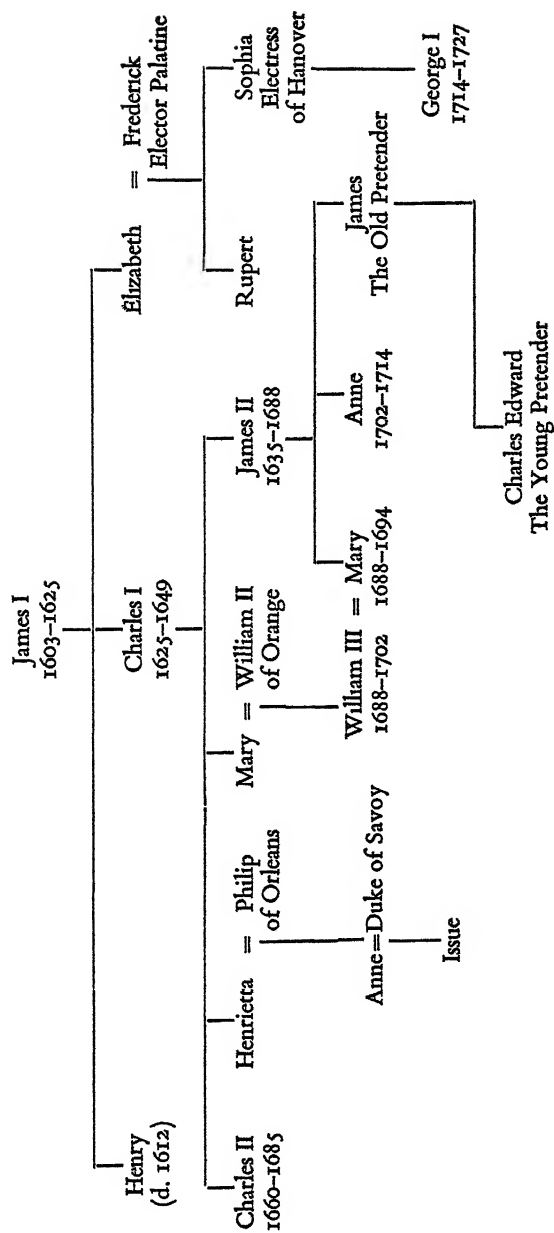 James I
1603–1625
Henry
(d. 1612)
Charles I
1625–1649
Elizabeth
= Frederick
Elector Palatine
Charles II
1660–1685
Henrietta
= Philip
of Orleans
Mary
= William II
of Orange
James II
1635–1688
Rupert
Sophia
Electress
of Hanover
Anne=Duke of Savoy
Issue
William III = Mary
1688–1702 1688–1694
Anne
1702–1714
James
The Old Pretender
George I
1714–1727
Charles Edward
The Young Pretender